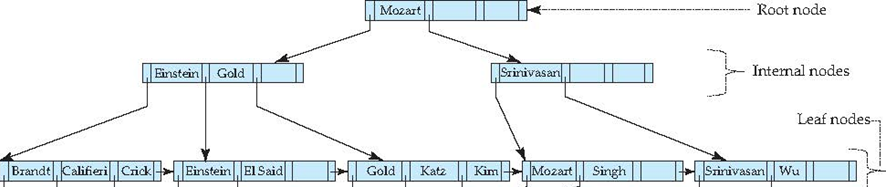 Mozart
Root node
Einstein Gold
Srinivasan
Internal nodes
Leaf nodes
Brandt Califieri Crick
Einstein El Said
Gold Katz Kim
Mozart Singh
Srinivasan Wu